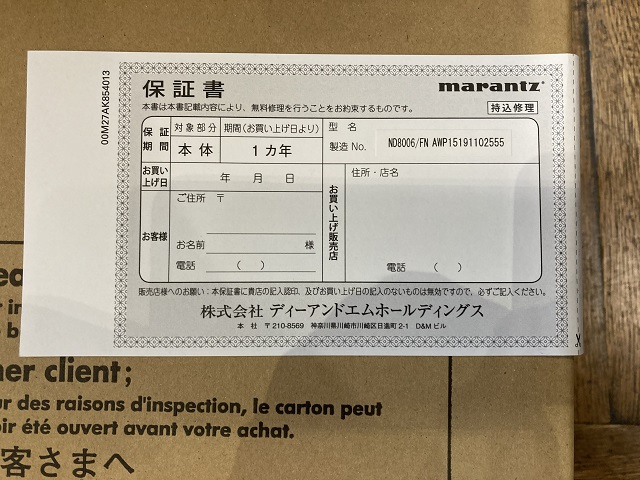 00M27AK854013
保証書
marantz
本書は本書記載内容により、無料修理を行うことをお約束するものです。
持込修理
保証期間
対象部分
期間(お買い上げ日より)
本体
1カ年
型名
製造No.
ND8006/FN AWP15191102555
お買い上げ日
年 月 日
お客様
ご住所 〒
お名前 様
電話 ( )
お買い上げ販売店
住所・店名
電話 ( )
販売店様へのお願い:本保証書に貴店の記入認印、及びお買い上げ日の記入のないものは無効ですので、必ずご記入ください。
株式会社 ディーアンドエムホールディングス
本 社 〒210-8569 神奈川県川崎市川崎区日進町2-1 D&M ビル
her client;
ur des raisons d'inspection, le carton peut
oir été ouvert avant votre achat.
客さまへ